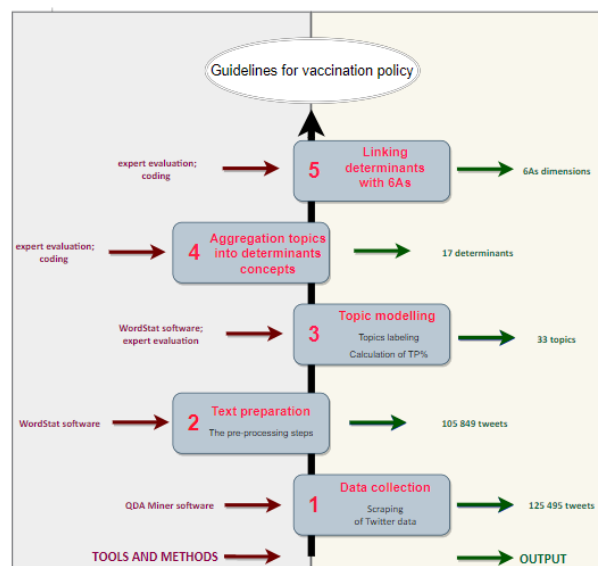 Guidelines for vaccination policy
expert evaluation;
coding
5
Linking
determinants
with 6As
6As dimensions
expert evaluation;
coding
4
Aggregation topics
into determinants
concepts
17 determinants
WordStat software;
expert evaluation
3
Topic modelling
Topics labeling
Calculation of TP%
33 topics
WordStat software
2
Text preparation
The pre-processing steps
105 849 tweets
QDA Miner software
1
Data collection
Scraping
of Twitter data
125 495 tweets
TOOLS AND METHODS
OUTPUT